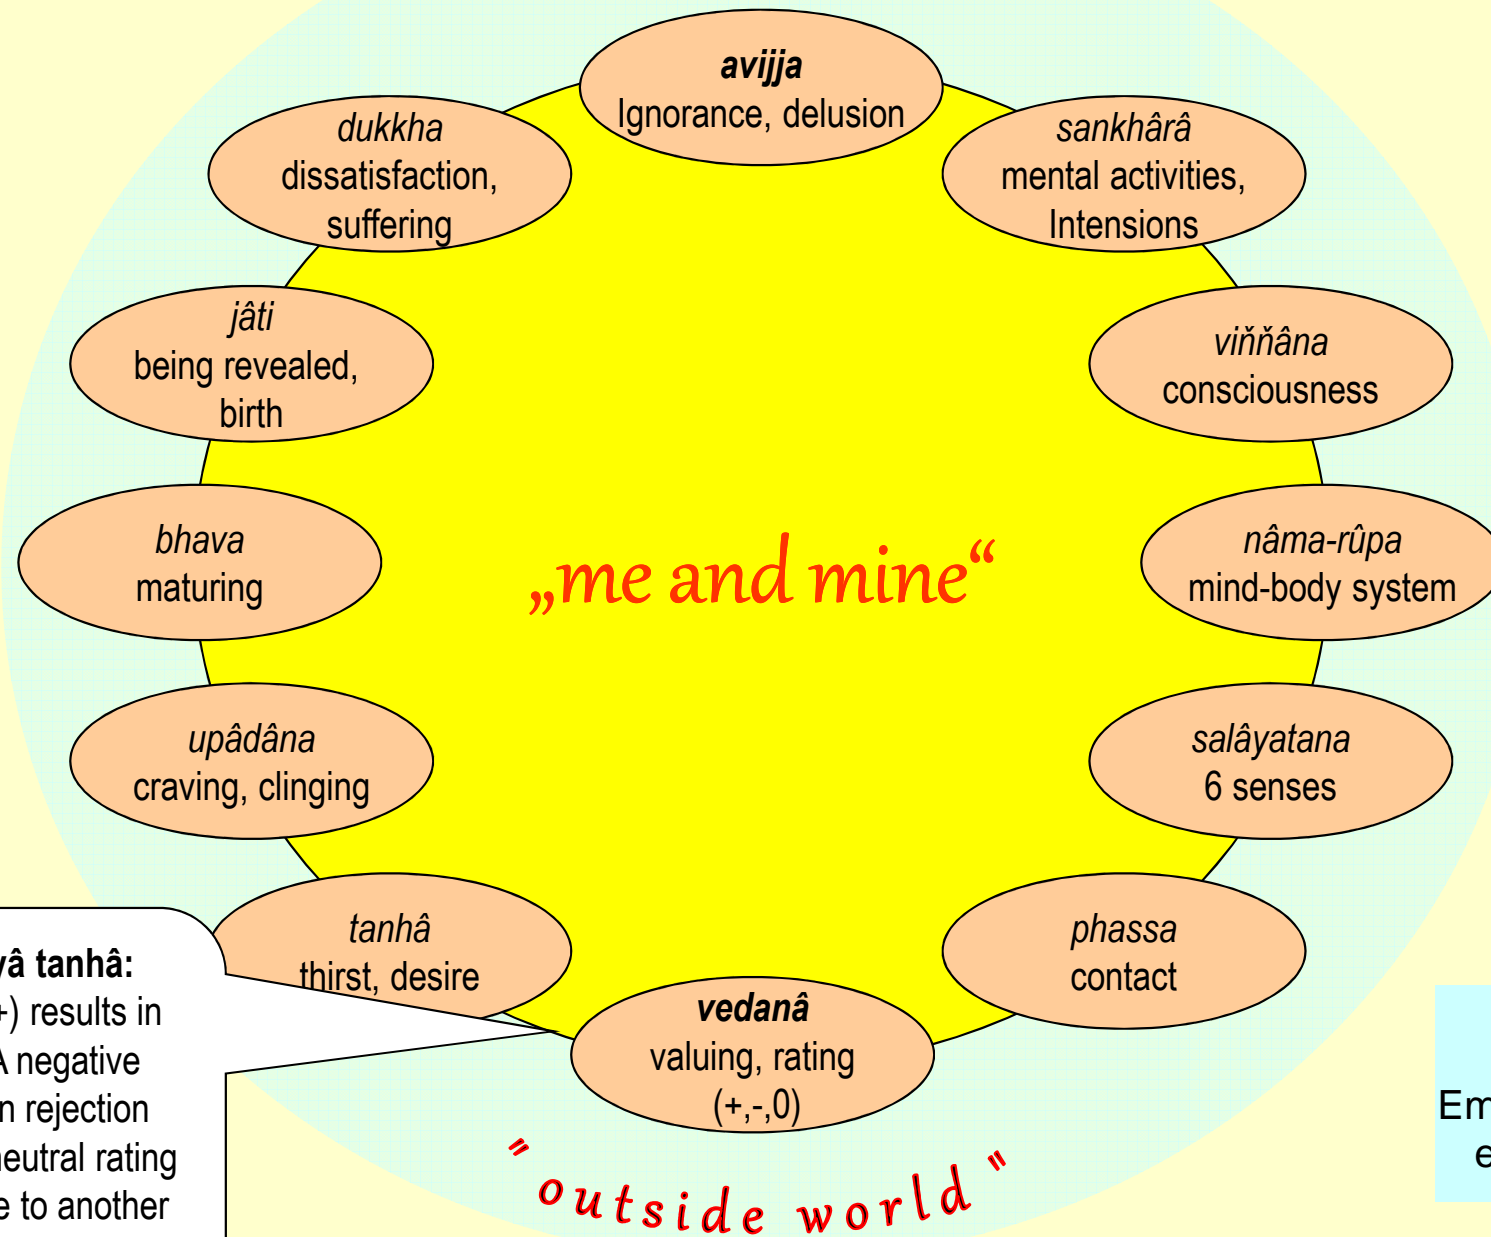 avijja
Ignorance, delusion
sankhârâ
mental activities,
Intensions
viňňâna
consciousness
nâma-rûpa
mind-body system
salâyatana
6 senses
phassa
contact
vedanâ
valuing, rating
(+,-,0)
tanhâ
thirst, desire
upâdâna
craving, clinging
bhava
maturing
jâti
being revealed,
birth
dukkha
dissatisfaction,
suffering
„me and mine“
"outside world"
tanhâ:
+) results in
A negative
rejection
neutral rating
to another